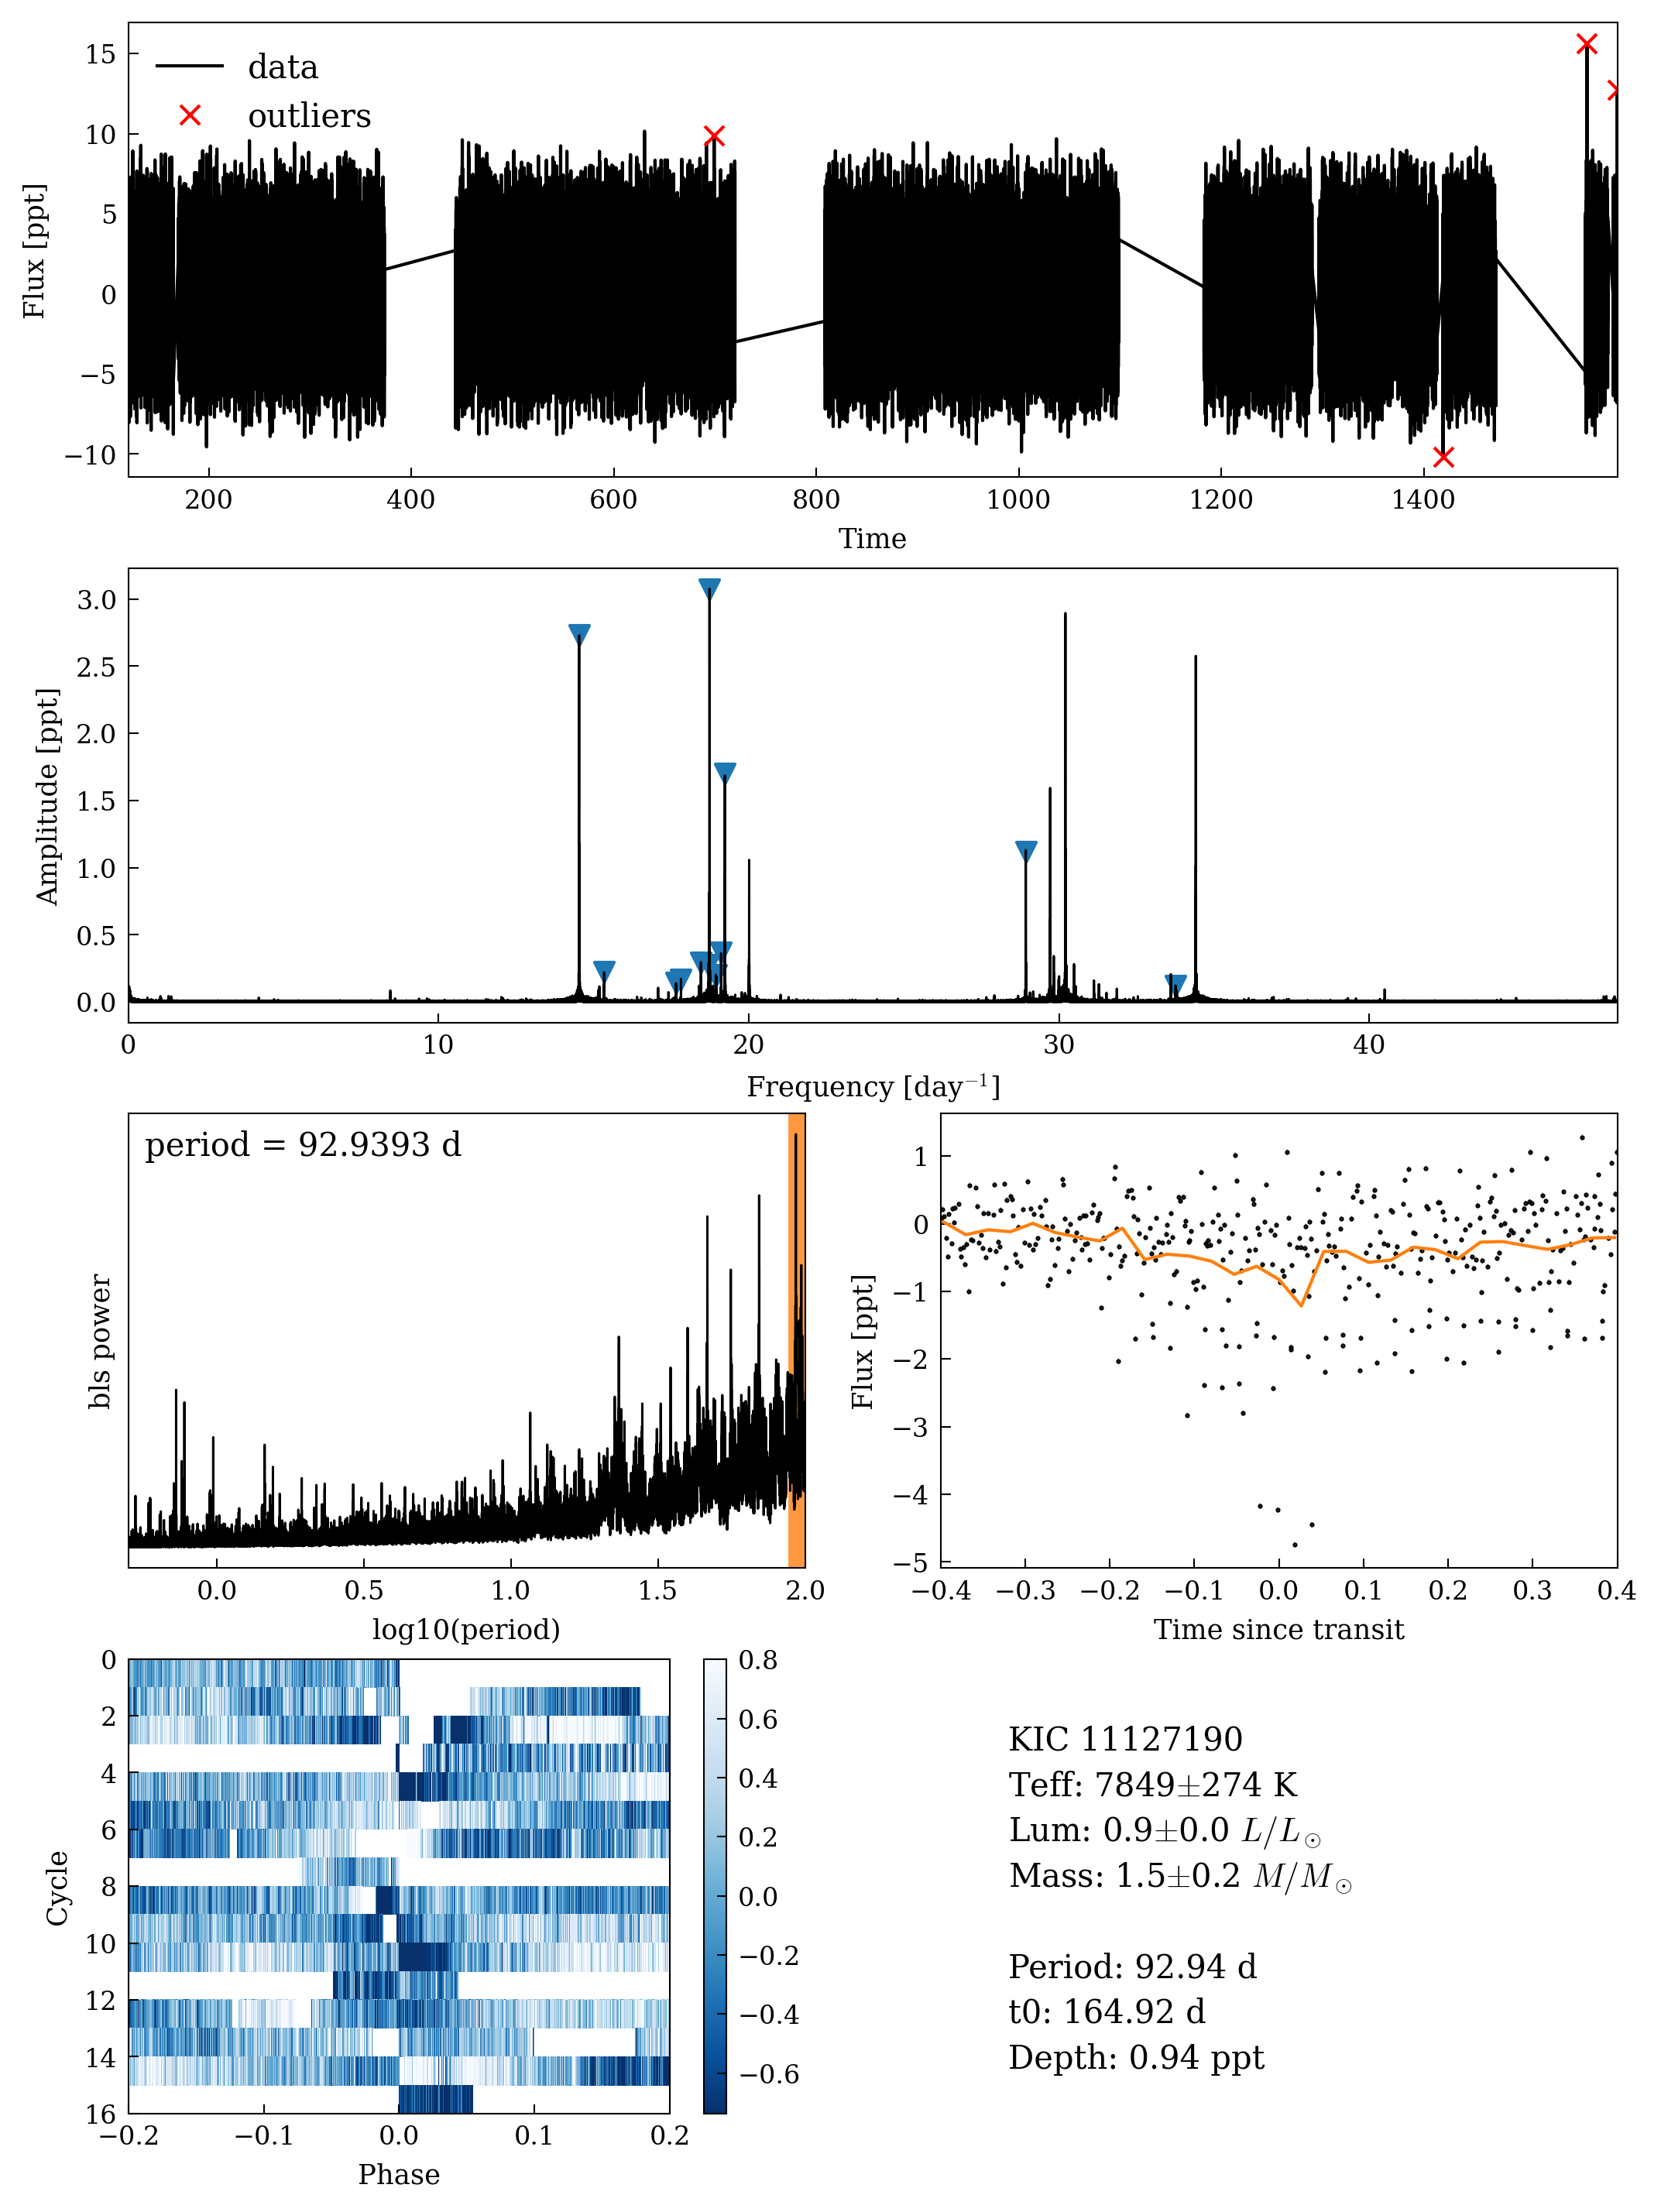 15
10
5
0
−5
−10
Flux [ppt]
data
outliers
200 400 600 800 1000 1200 1400
Time
3.0
2.5
2.0
1.5
1.0
0.5
0.0
Amplitude [ppt]
0 10 20 30 40
Frequency [day⁻¹]
period = 92.9393 d
bls power
0.0 0.5 1.0 1.5 2.0
log10(period)
1
0
−1
−2
−3
−4
−5
Flux [ppt]
−0.4 −0.3 −0.2 −0.1 0.0 0.1 0.2 0.3 0.4
Time since transit
0
2
4
6
8
10
12
14
16
Cycle
−0.2 −0.1 0.0 0.1 0.2
Phase
0.8
0.6
0.4
0.2
0.0
−0.2
−0.4
−0.6
KIC 11127190
Teff: 7849±274 K
Lum: 0.9±0.0 L/L☉
Mass: 1.5±0.2 M/M☉
Period: 92.94 d
t0: 164.92 d
Depth: 0.94 ppt